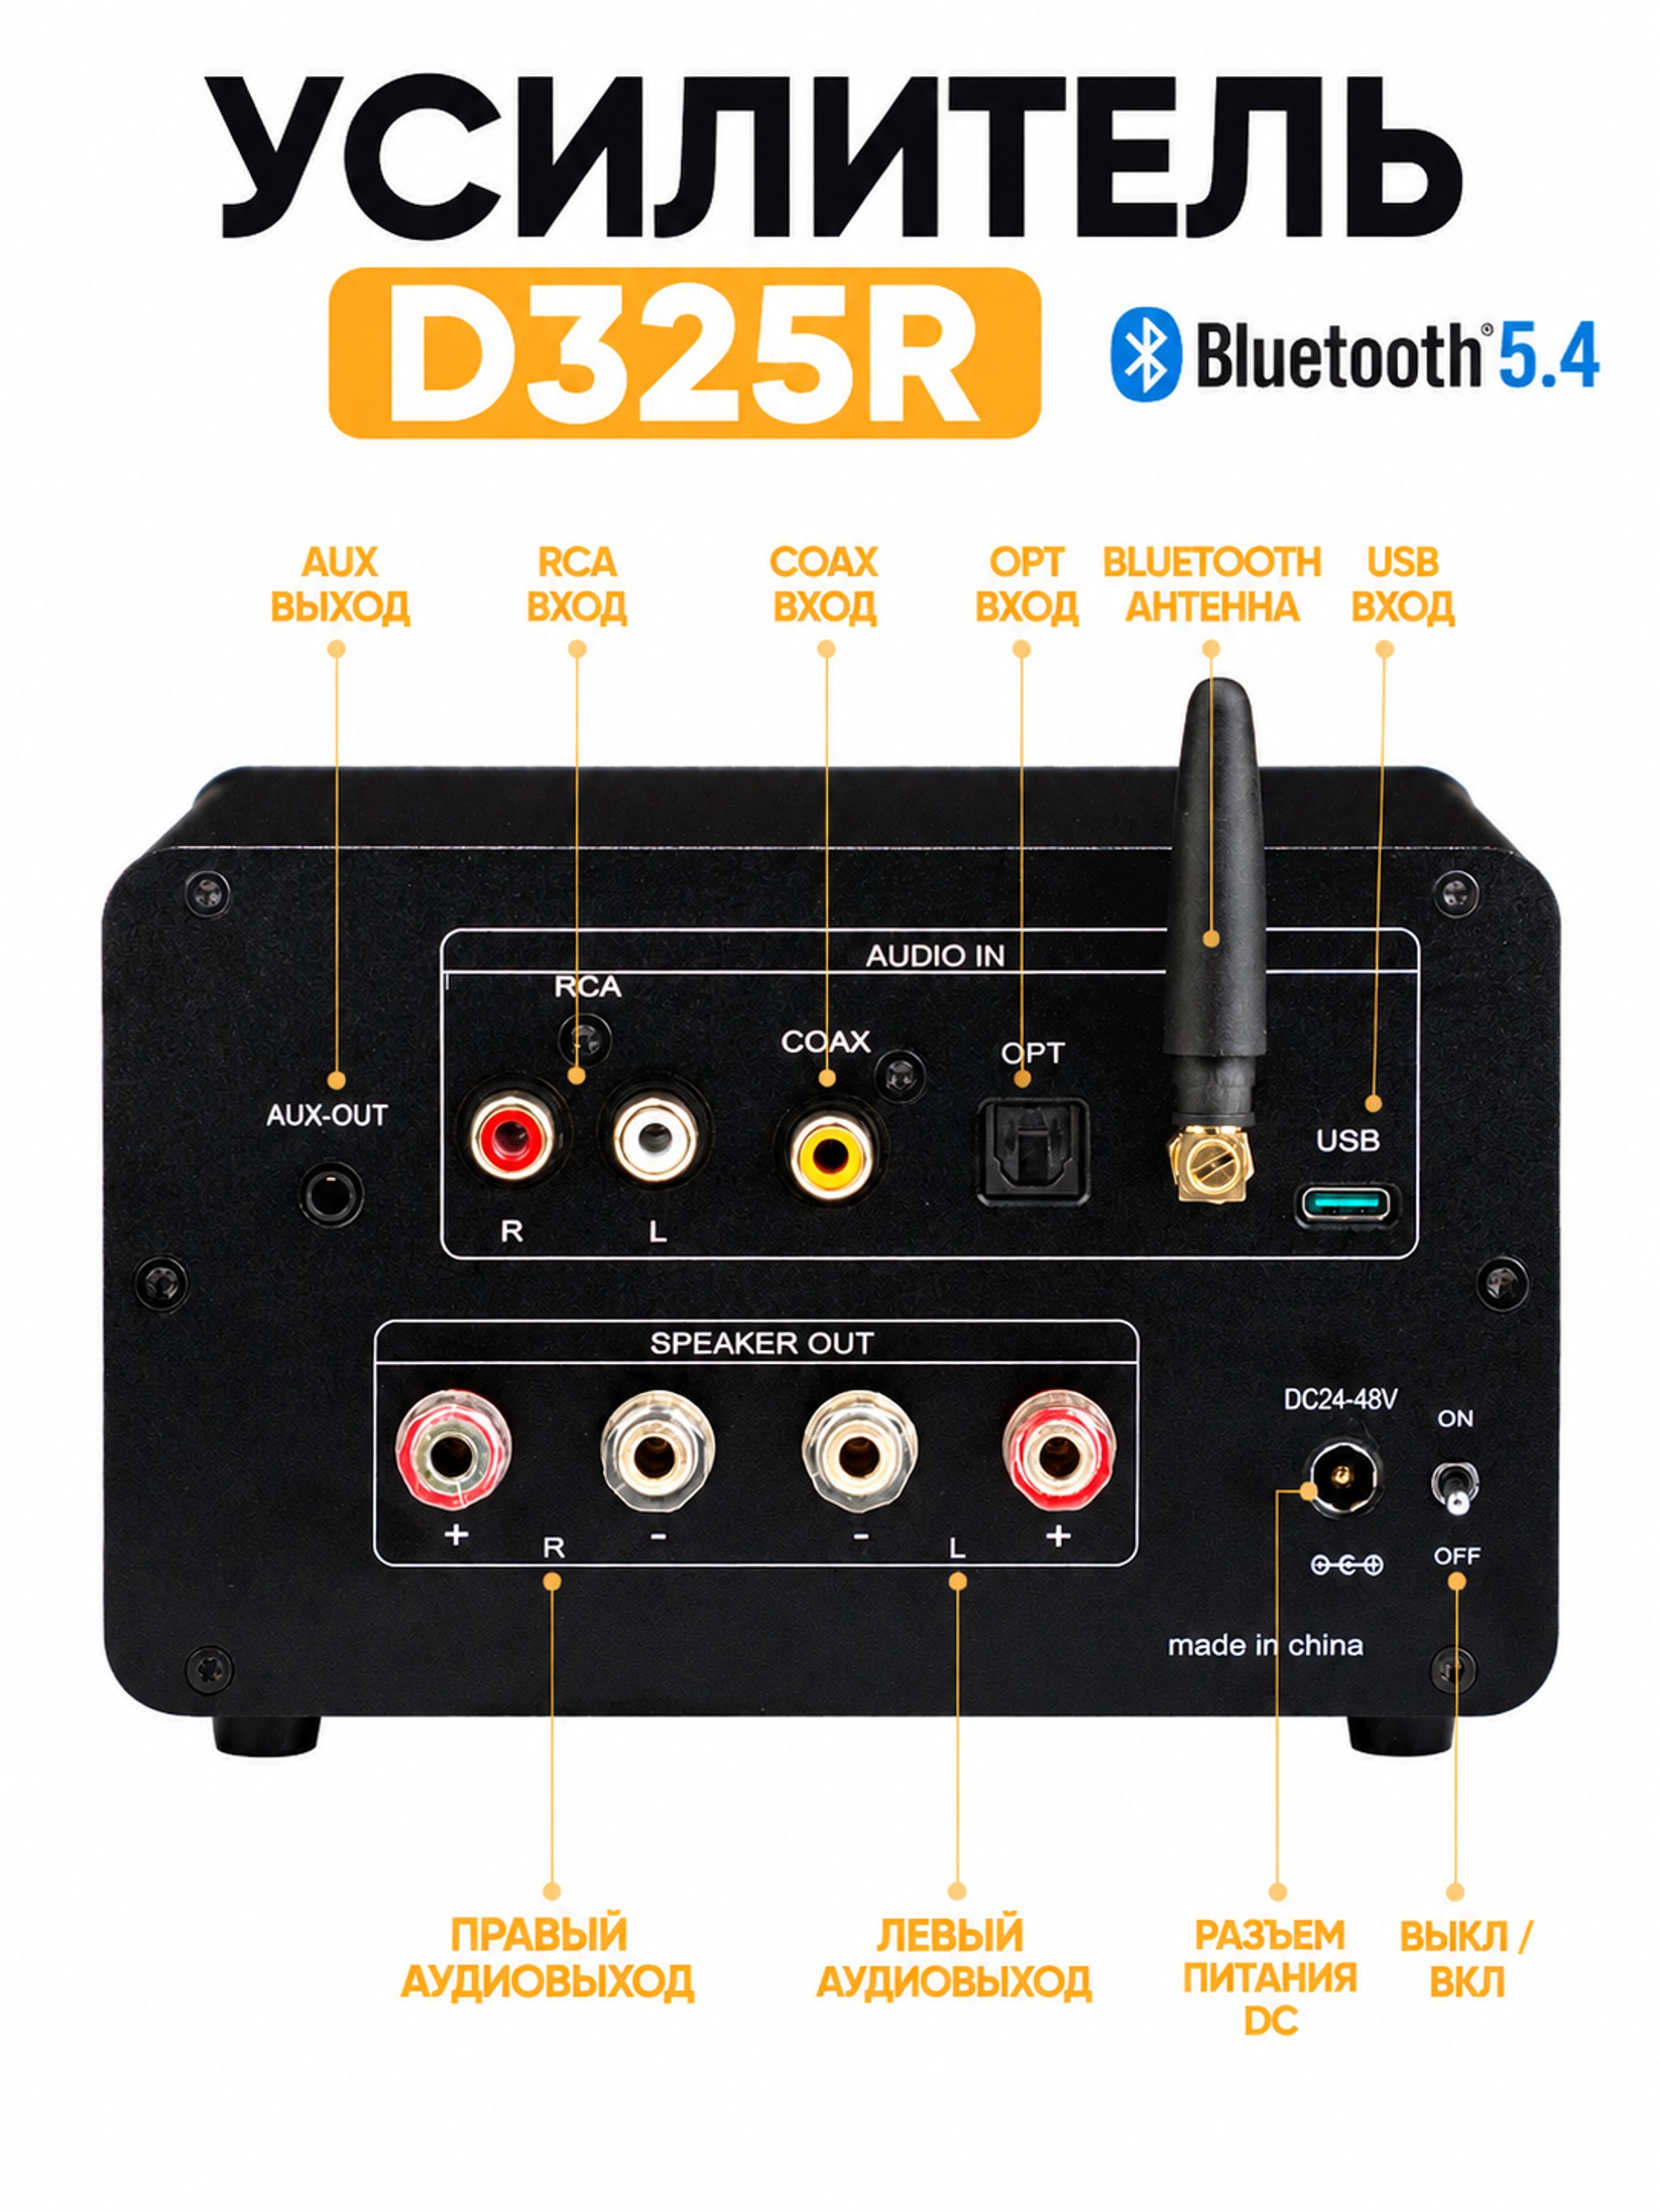 УСИЛИТЕЛЬ
D325R
Bluetooth® 5.4
AUX
ВЫХОД
RCA
ВХОД
COAX
ВХОД
OPT
ВХОД
BLUETOOTH
АНТЕННА
USB
ВХОД
AUDIO IN
RCA
COAX
OPT
AUX-OUT
USB
R
L
SPEAKER OUT
DC24-48V
ON
+
-
-
+
R
L
OFF
made in china
ПРАВЫЙ
АУДИОВЫХОД
ЛЕВЫЙ
АУДИОВЫХОД
РАЗЪЕМ
ПИТАНИЯ
DC
ВЫКЛ /
ВКЛ